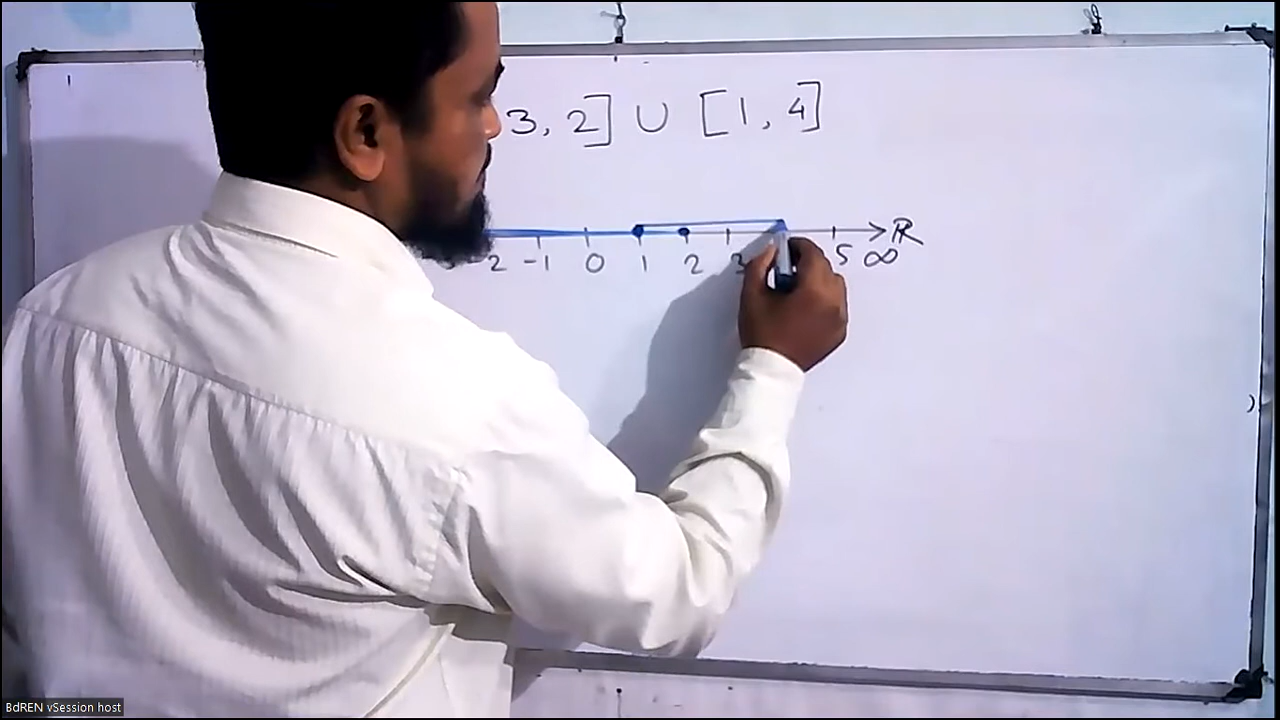 3, 2] ∪ [1, 4]
ℝ
2 -1 0 1 2 3 5 ∞
BdREN vSession host